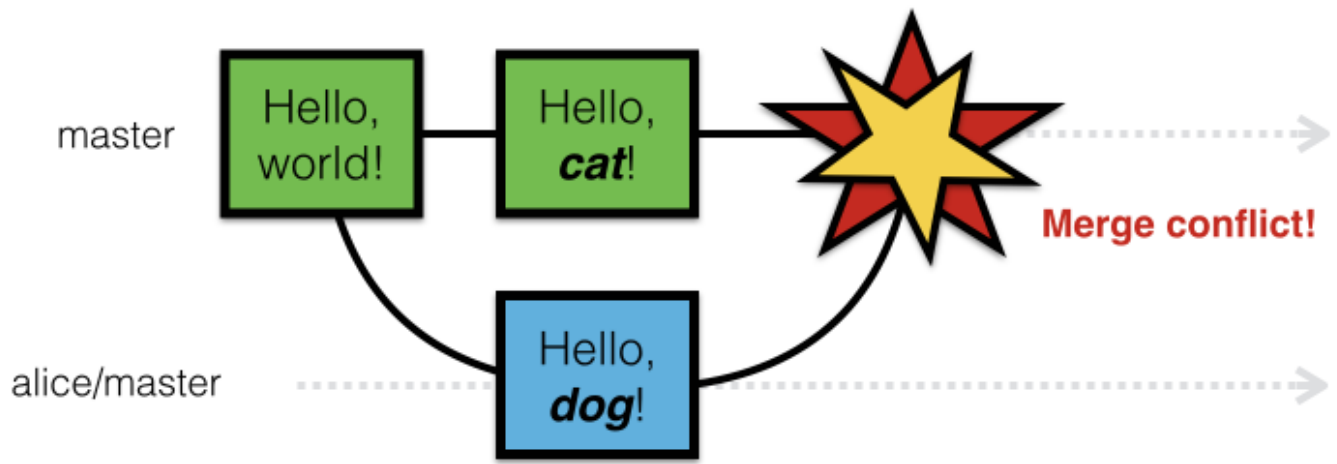 master
Hello,
world!
Hello,
cat!
Merge conflict!
alice/master
Hello,
dog!